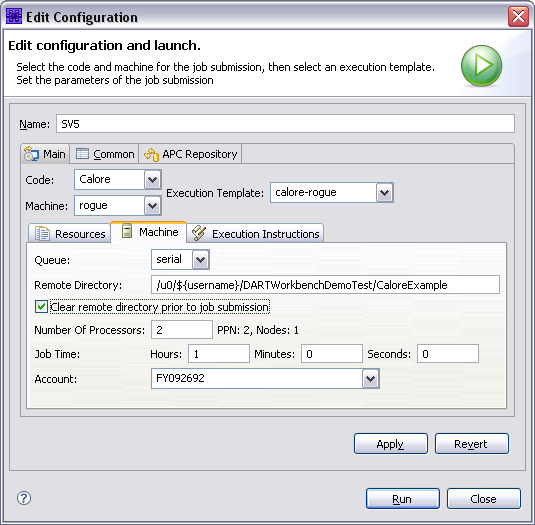 Edit Configuration
Edit configuration and launch.
Select the code and machine for the job submission, then select an execution template.
Set the parameters of the job submission
Name: SV5
Main Common APC Repository
Code: Calore
Execution Template: calore-rogue
Machine: rogue
Resources Machine Execution Instructions
Queue: serial
Remote Directory: /u0/${username}/DARTWorkbenchDemoTest/CaloreExample
Clear remote directory prior to job submission
Number Of Processors: 2 PPN: 2, Nodes: 1
Job Time: Hours: 1 Minutes: 0 Seconds: 0
Account: FY092692
Apply Revert
? Run Close